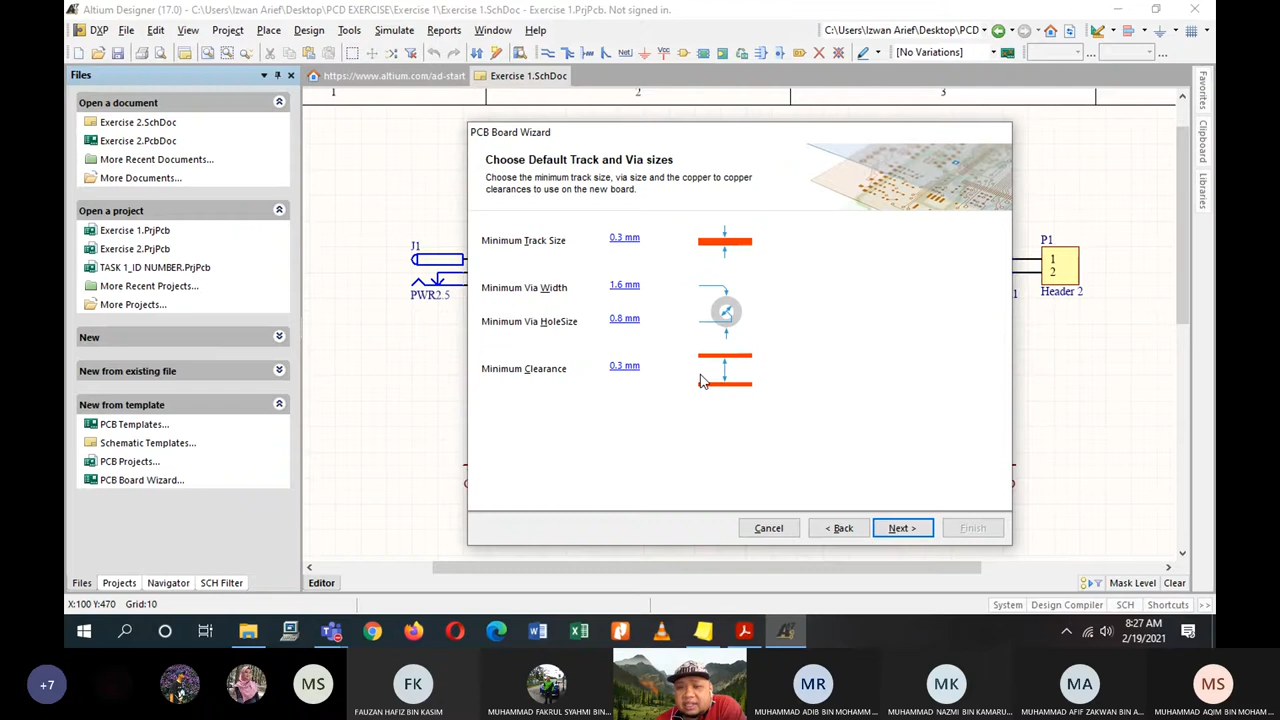 Altium Designer (17.0) - C:\Users\Izwan Arief\Desktop\PCD EXERCISE\Exercise 1\Exercise 1.SchDoc - Exercise 1.PrjPcb. Not signed in.
DXP File Edit View Project Place Design Tools Simulate Reports Window Help
C:\Users\Izwan Arief\Desktop\PCD
[No Variations]
Files
https://www.altium.com/ad-start
Exercise 1.SchDoc
1 2 3
Open a document
Exercise 2.SchDoc
Exercise 2.PcbDoc
More Recent Documents...
More Documents...
Open a project
Exercise 1.PrjPcb
Exercise 2.PrjPcb
TASK 1_ID NUMBER.PrjPcb
More Recent Projects...
More Projects...
New
New from existing file
New from template
PCB Templates...
Schematic Templates...
PCB Projects...
PCB Board Wizard...
J1
PWR2.5
PCB Board Wizard
Choose Default Track and Via sizes
Choose the minimum track size, via size and the copper to copper
clearances to use on the new board.
Minimum Track Size 0.3 mm
Minimum Via Width 1.6 mm
Minimum Via HoleSize 0.8 mm
Minimum Clearance 0.3 mm
Cancel < Back Next > Finish
P1
1
2
Header 2
Favorites
Clipboard
Libraries
Files Projects Navigator SCH Filter
Editor
Mask Level Clear
X:100 Y:470 Grid:10
System Design Compiler SCH Shortcuts >>
8:27 AM
2/19/2021
+7
MS
FK
FAUZAN HAFIZ BIN KASIM
MUHAMMAD FAKRUL SYAHMI BIN...
MR
MUHAMMAD ADIB BIN MOHAMM...
MK
MUHAMMAD NAZMI BIN KAMARU...
MA
MUHAMMAD AFIF ZAKWAN BIN A...
MS
MUHAMMAD AQIM BIN MOHAMM...